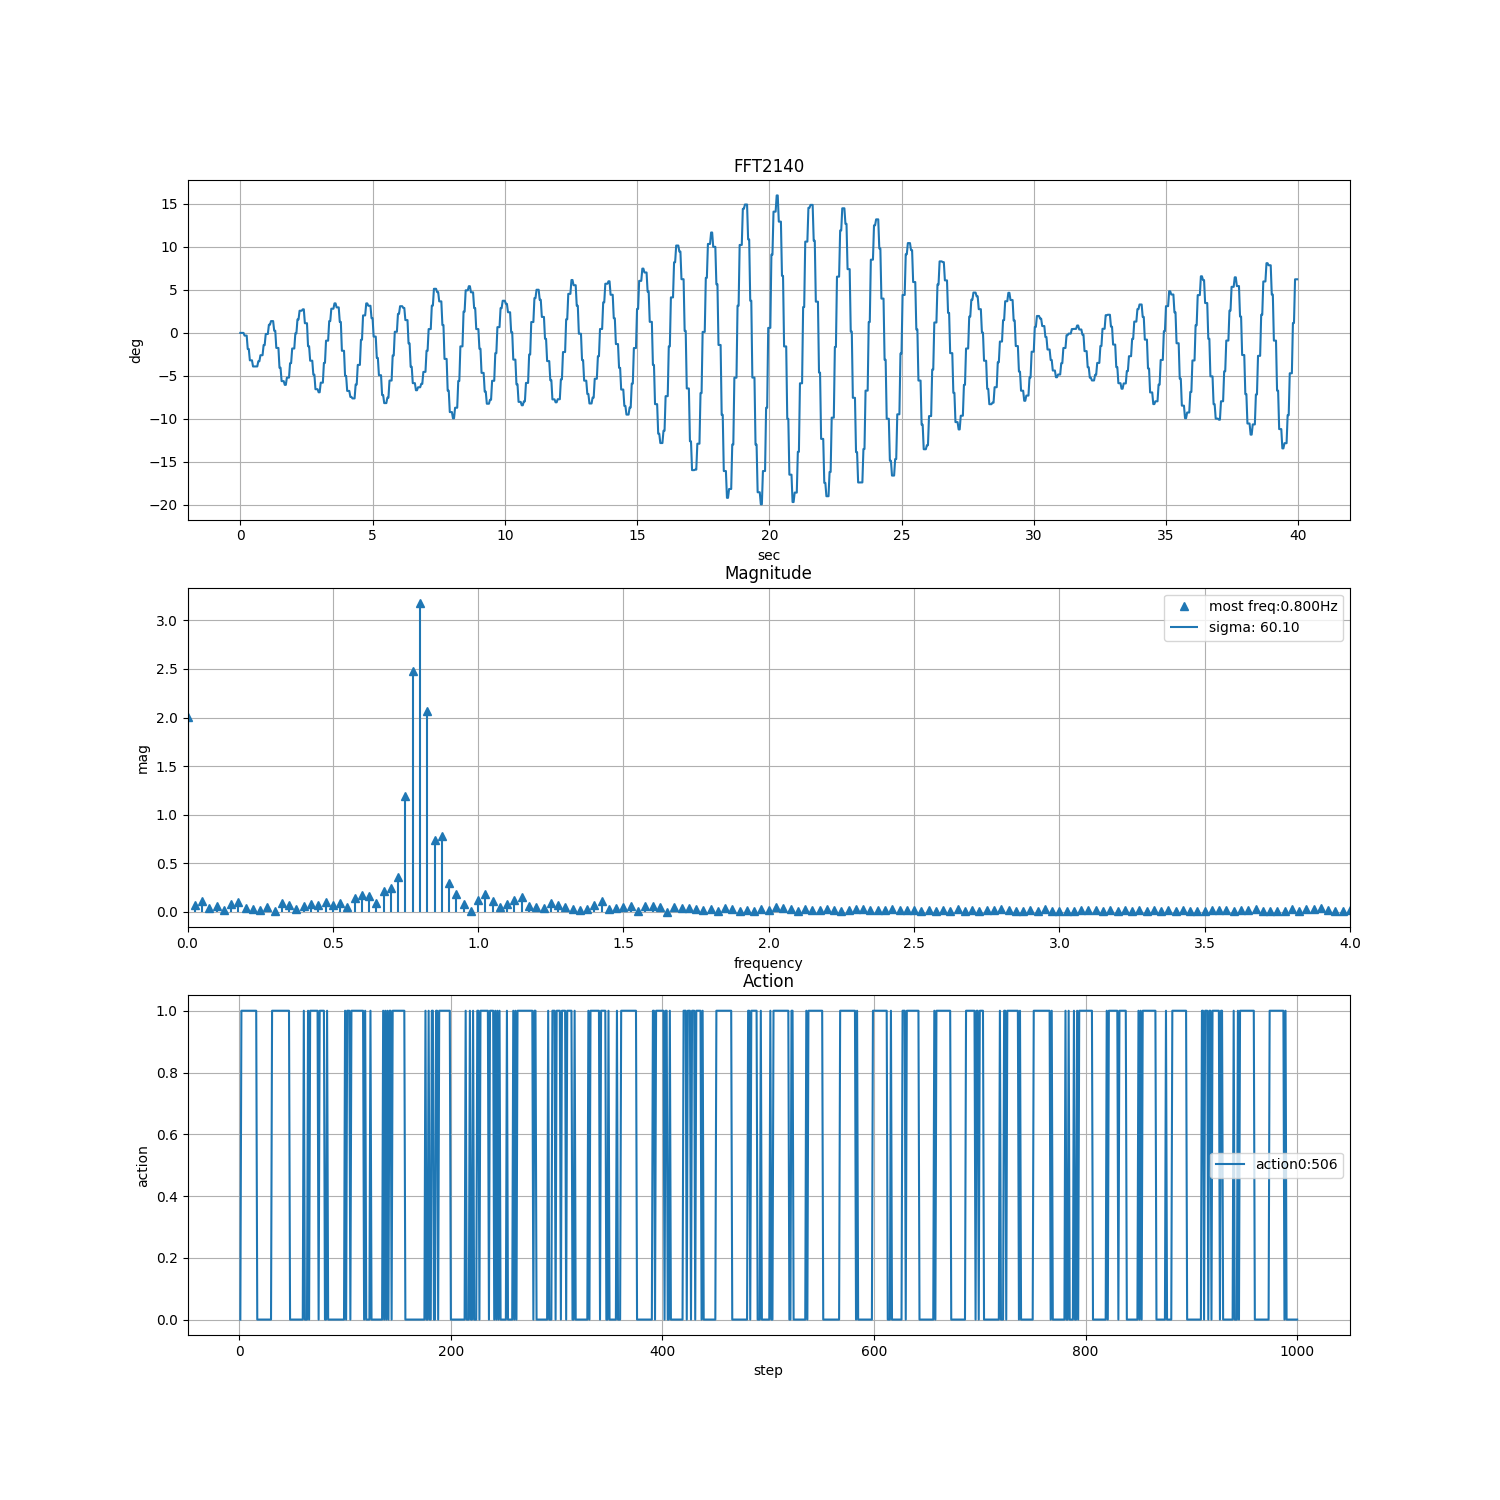 FFT2140
15
10
5
0
−5
−10
−15
−20
deg
0 5 10 15 20 25 30 35 40
sec
Magnitude
most freq:0.800Hz
sigma: 60.10
3.0
2.5
2.0
1.5
1.0
0.5
0.0
mag
0.0 0.5 1.0 1.5 2.0 2.5 3.0 3.5 4.0
frequency
Action
1.0
0.8
0.6
0.4
0.2
0.0
action
action0:506
0 200 400 600 800 1000
step